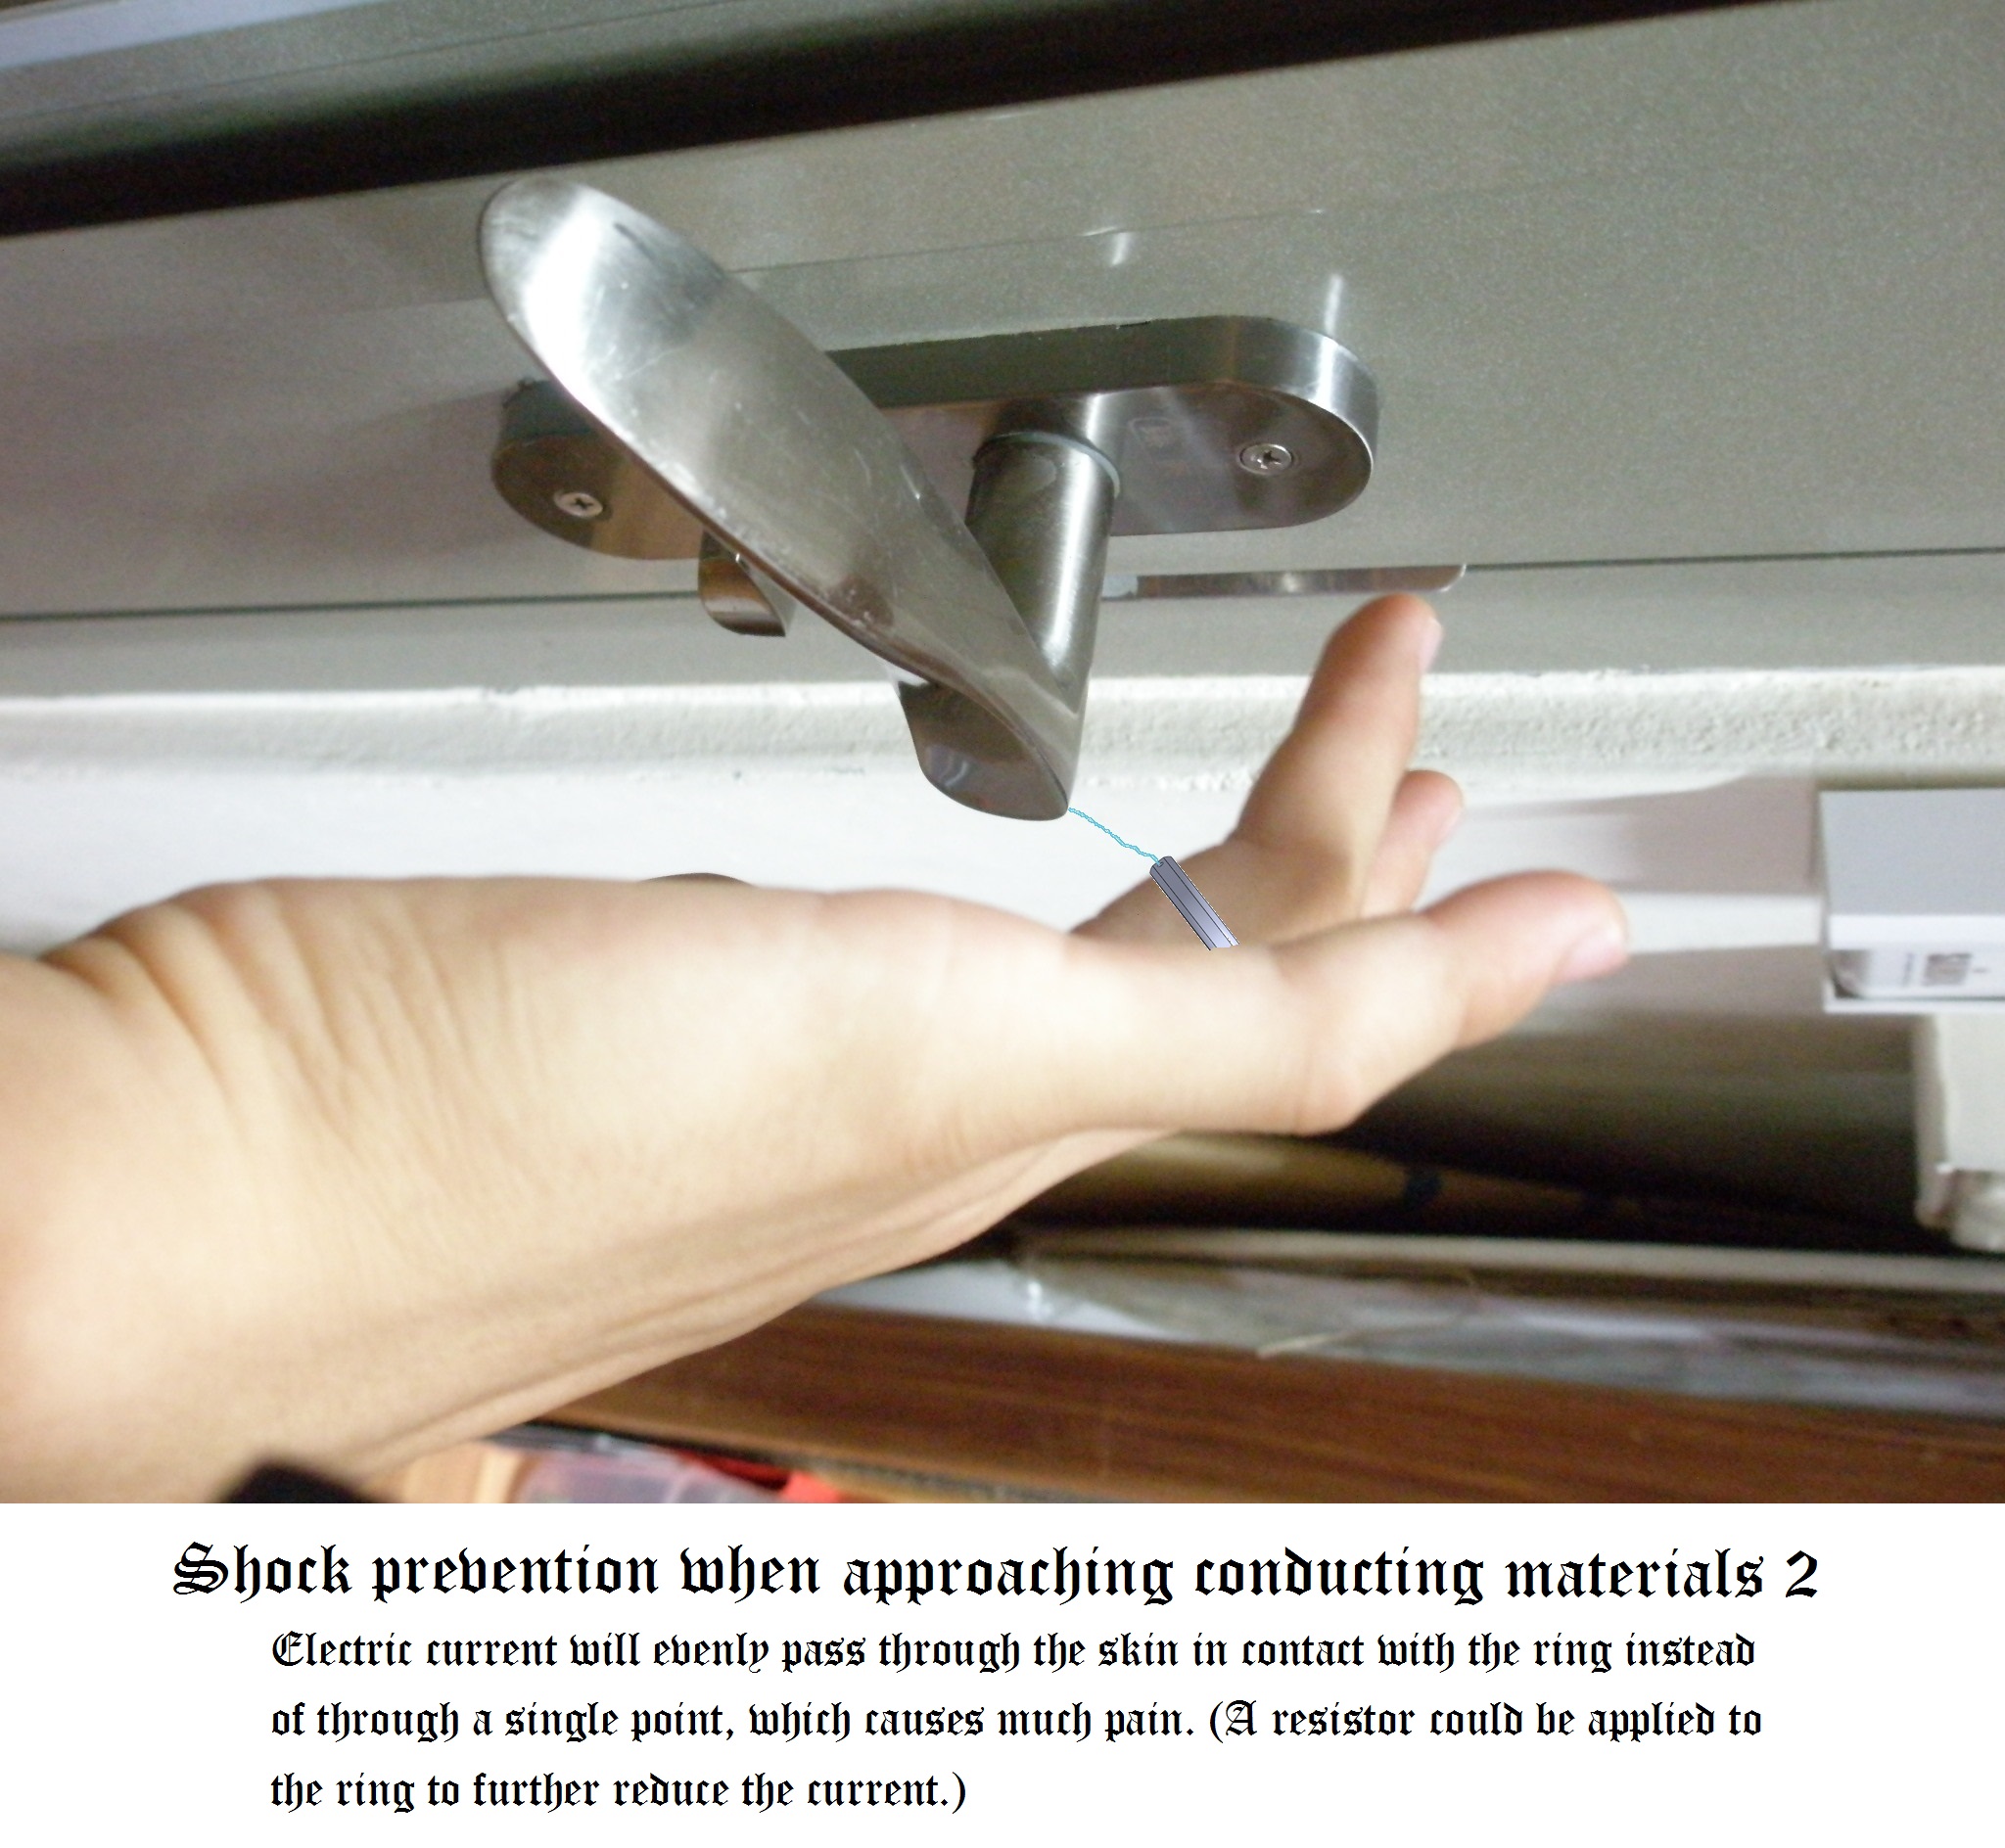 Shock prevention when approaching conducting materials 2
Electric current will evenly pass through the skin in contact with the ring instead
of through a single point, which causes much pain. (A resistor could be applied to
the ring to further reduce the current.)